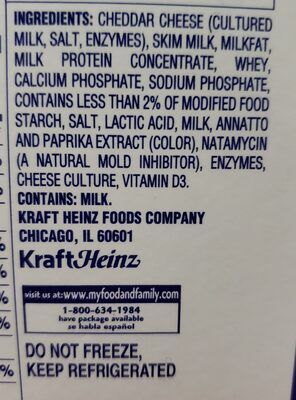 INGREDIENTS: CHEDDAR CHEESE (CULTURED
MILK, SALT, ENZYMES), SKIM MILK, MILKFAT,
MILK PROTEIN CONCENTRATE, WHEY,
CALCIUM PHOSPHATE, SODIUM PHOSPHATE,
CONTAINS LESS THAN 2% OF MODIFIED FOOD
STARCH, SALT, LACTIC ACID, MILK, ANNATTO
AND PAPRIKA EXTRACT (COLOR), NATAMYCIN
(A NATURAL MOLD INHIBITOR), ENZYMES,
CHEESE CULTURE, VITAMIN D3.
CONTAINS: MILK.
KRAFT HEINZ FOODS COMPANY
CHICAGO, IL 60601
KraftHeinz
visit us at: www.myfoodandfamily.com
1-800-634-1984
have package available
se habla español
DO NOT FREEZE,
KEEP REFRIGERATED